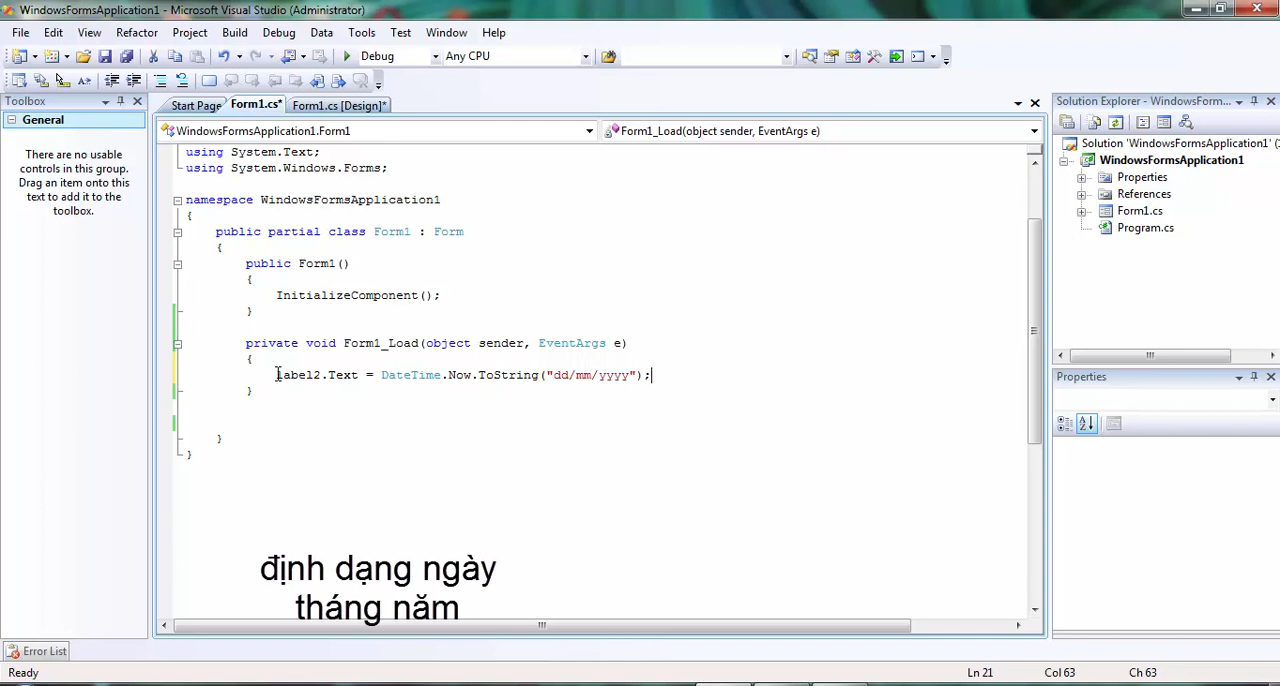 WindowsFormsApplication1 - Microsoft Visual Studio (Administrator)
File Edit View Refactor Project Build Debug Data Tools Test Window Help
Debug Any CPU
Toolbox
General
There are no usable
controls in this group.
Drag an item onto this
text to add it to the
toolbox.
Start Page Form1.cs* Form1.cs [Design]*
WindowsFormsApplication1.Form1 Form1_Load(object sender, EventArgs e)
using System.Text;
using System.Windows.Forms;
namespace WindowsFormsApplication1
{
public partial class Form1 : Form
{
public Form1()
{
InitializeComponent();
}
private void Form1_Load(object sender, EventArgs e)
{
label2.Text = DateTime.Now.ToString("dd/mm/yyyy");
}
}
}
định dạng ngày
tháng năm
Solution Explorer - WindowsForm...
Solution 'WindowsFormsApplication1' (1
WindowsFormsApplication1
Properties
References
Form1.cs
Program.cs
Properties
Error List
Ready Ln 21 Col 63 Ch 63